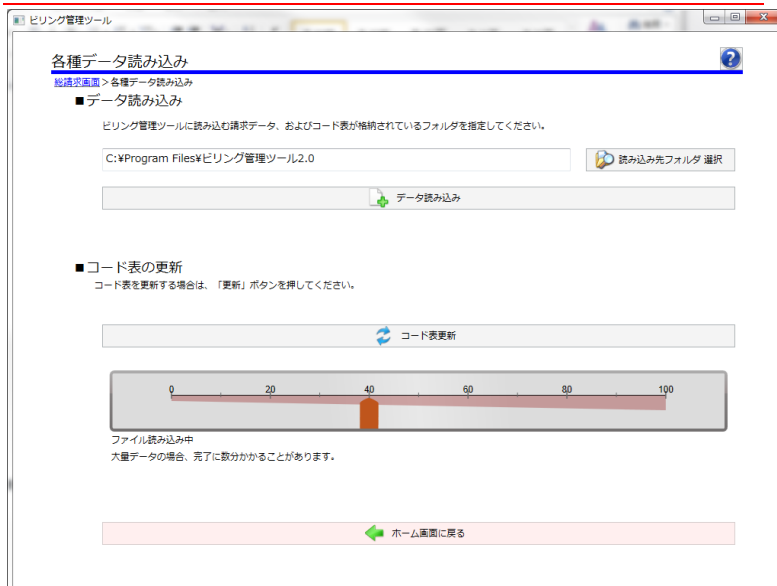 ビリング管理ツール
各種データ読み込み
総請求画面>各種データ読み込み
■データ読み込み
ビリング管理ツールに読み込む請求データ、およびコード表が格納されているフォルダを指定してください。
C:¥Program Files¥ビリング管理ツール2.0
読み込み先フォルダ 選択
データ読み込み
■コード表の更新
コード表を更新する場合は、「更新」ボタンを押してください。
コード表更新
0 20 40 60 80 100
ファイル読み込み中
大量データの場合、完了に数分かかることがあります。
ホーム画面に戻る